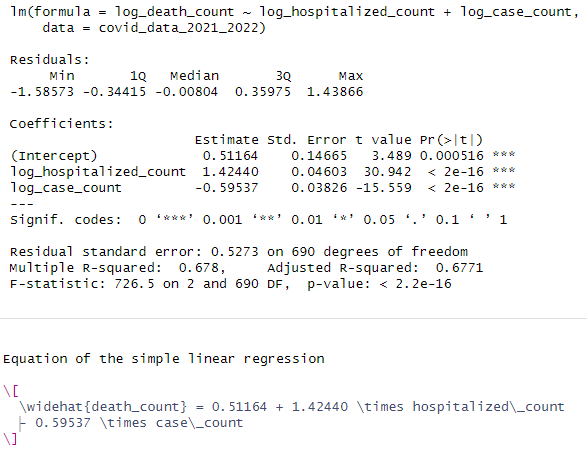 lm(formula = log_death_count ~ log_hospitalized_count + log_case_count,
    data = covid_data_2021_2022)

Residuals:
     Min       1Q   Median       3Q      Max
-1.58573 -0.34415 -0.00804  0.35975  1.43866

Coefficients:
                       Estimate Std. Error t value Pr(>|t|)
(Intercept)             0.51164    0.14665   3.489 0.000516 ***
log_hospitalized_count  1.42440    0.04603  30.942  < 2e-16 ***
log_case_count         -0.59537    0.03826 -15.559  < 2e-16 ***
---
Signif. codes:  0 ‘***’ 0.001 ‘**’ 0.01 ‘*’ 0.05 ‘.’ 0.1 ‘ ’ 1

Residual standard error: 0.5273 on 690 degrees of freedom
Multiple R-squared:  0.678,     Adjusted R-squared:  0.6771
F-statistic: 726.5 on 2 and 690 DF,  p-value: < 2.2e-16

Equation of the simple linear regression

\[
  \widehat{death_count} = 0.51164 + 1.42440 \times hospitalized\_count
  - 0.59537 \times case\_count
\]